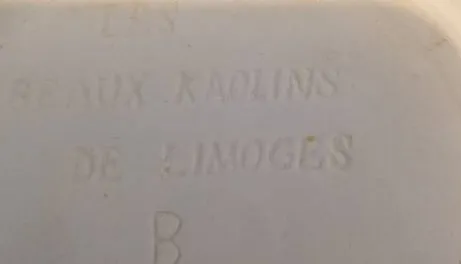 BEAUX KAOLINS
DE LIMOGES
B